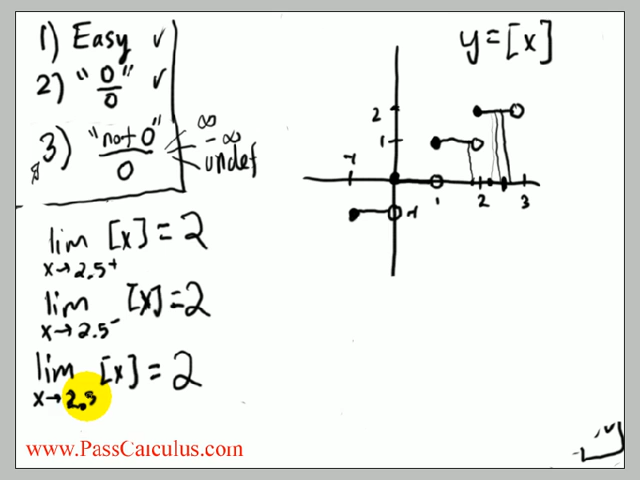 1) Easy ✓
2) "0/0" ✓
3) "not 0"/0 ∞ -∞ undef
lim x→2.5+ [x] = 2
lim x→2.5- [x] = 2
lim x→2.5 [x] = 2
www.PassCalculus.com
y = [x]
2
1
-1 1 2 3
-1